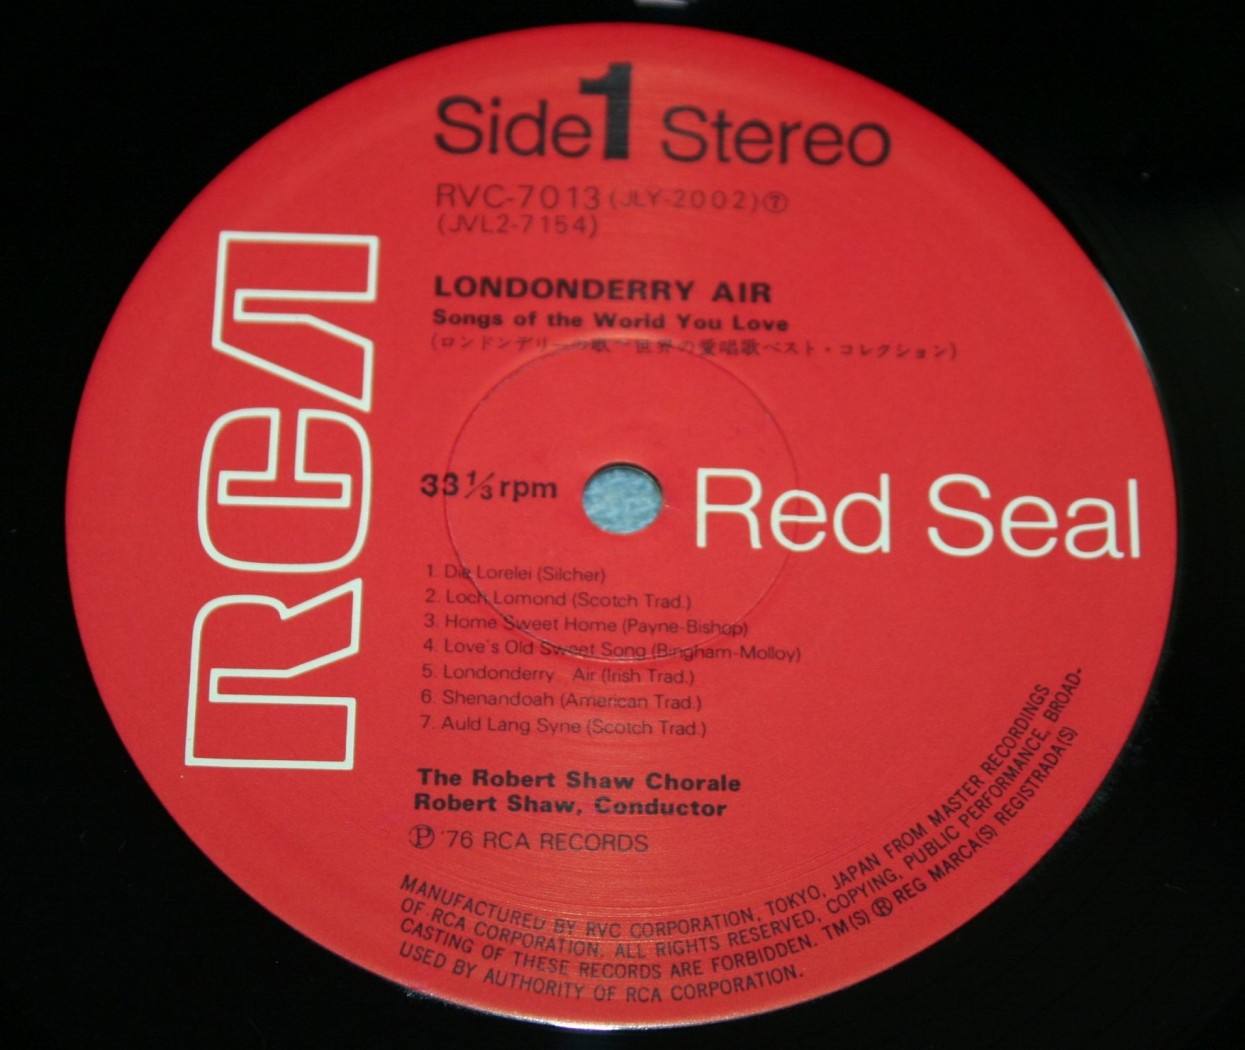 Side 1 Stereo
RVC-7013 (JLY-2002) Ⓣ
(JVL2-7154)
LONDONDERRY AIR
Songs of the World You Love
(ロンドンデリーの歌〜世界の愛唱歌ベスト・コレクション)
RCA
33 1/3 rpm
Red Seal
1. Die Lorelei (Silcher)
2. Loch Lomond (Scotch Trad.)
3. Home Sweet Home (Payne-Bishop)
4. Love's Old Sweet Song (Bingham-Molloy)
5. Londonderry Air (Irish Trad.)
6. Shenandoah (American Trad.)
7. Auld Lang Syne (Scotch Trad.)
The Robert Shaw Chorale
Robert Shaw, Conductor
Ⓟ '76 RCA RECORDS
MANUFACTURED BY RVC CORPORATION, TOKYO, JAPAN FROM MASTER RECORDINGS
OF RCA CORPORATION, ALL RIGHTS RESERVED, COPYING, PUBLIC PERFORMANCE, BROAD-
CASTING OF THESE RECORDS ARE FORBIDDEN. TM(S) ® REG MARCA(S) REGISTRADA(S)
USED BY AUTHORITY OF RCA CORPORATION.